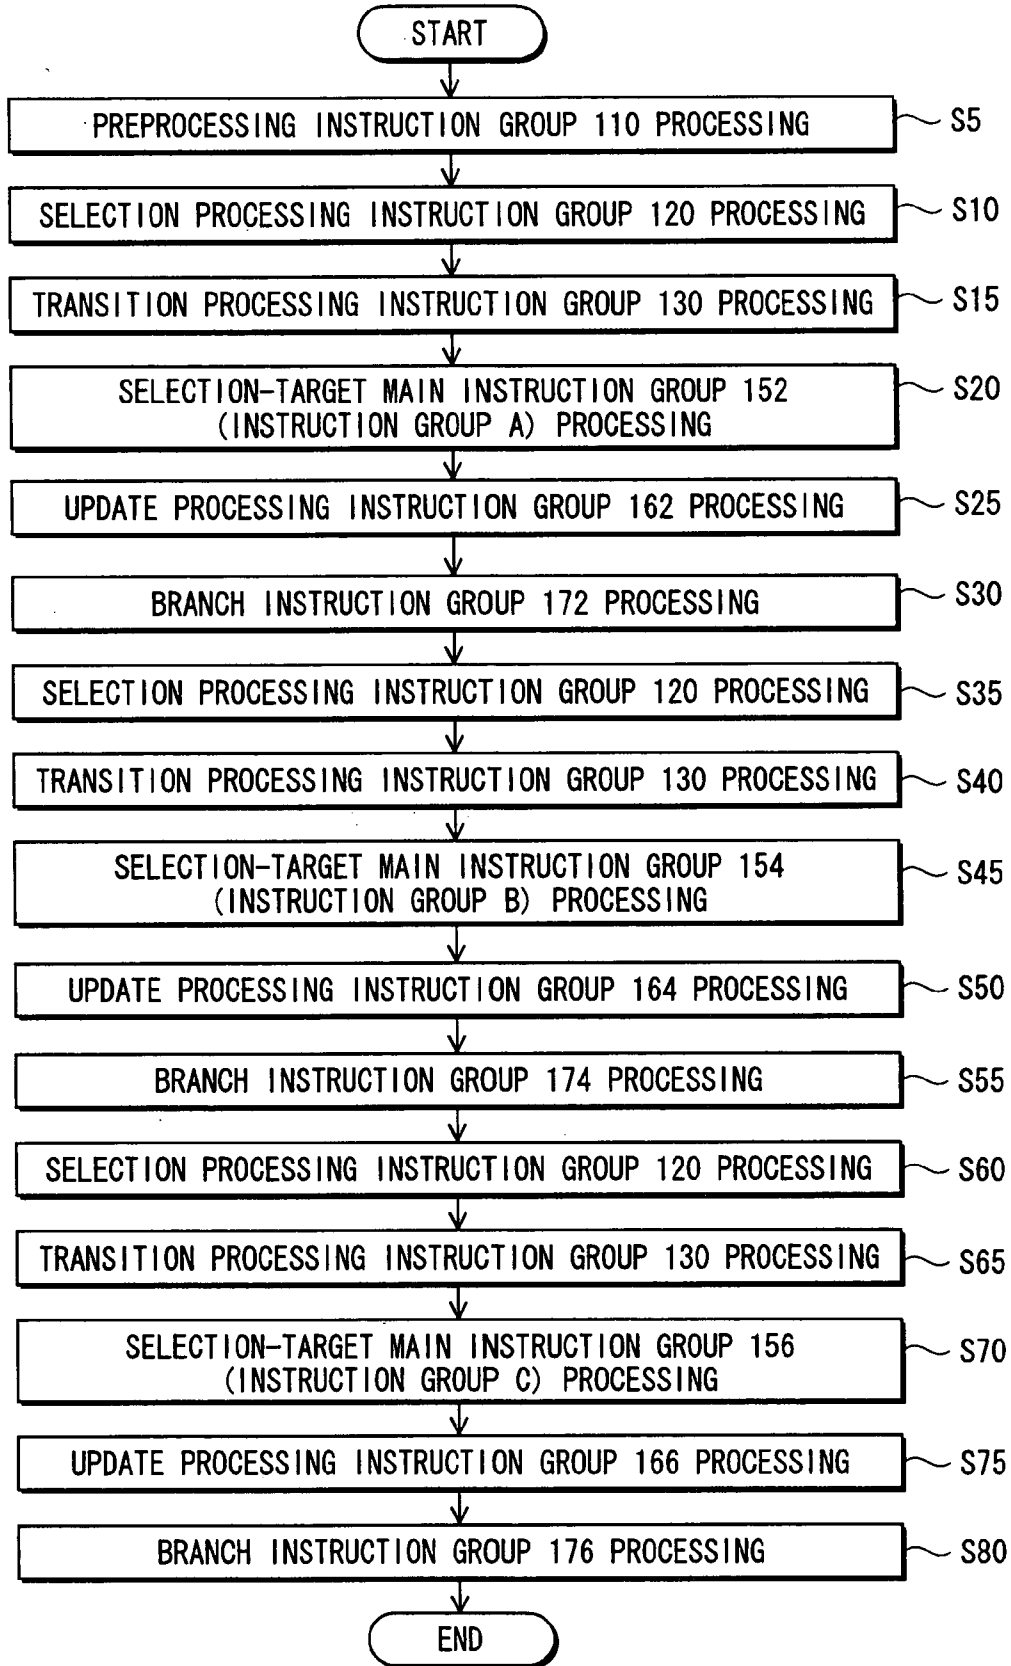 START
PREPROCESSING INSTRUCTION GROUP 110 PROCESSING
S5
SELECTION PROCESSING INSTRUCTION GROUP 120 PROCESSING
S10
TRANSITION PROCESSING INSTRUCTION GROUP 130 PROCESSING
S15
SELECTION-TARGET MAIN INSTRUCTION GROUP 152
(INSTRUCTION GROUP A) PROCESSING
S20
UPDATE PROCESSING INSTRUCTION GROUP 162 PROCESSING
S25
BRANCH INSTRUCTION GROUP 172 PROCESSING
S30
SELECTION PROCESSING INSTRUCTION GROUP 120 PROCESSING
S35
TRANSITION PROCESSING INSTRUCTION GROUP 130 PROCESSING
S40
SELECTION-TARGET MAIN INSTRUCTION GROUP 154
(INSTRUCTION GROUP B) PROCESSING
S45
UPDATE PROCESSING INSTRUCTION GROUP 164 PROCESSING
S50
BRANCH INSTRUCTION GROUP 174 PROCESSING
S55
SELECTION PROCESSING INSTRUCTION GROUP 120 PROCESSING
S60
TRANSITION PROCESSING INSTRUCTION GROUP 130 PROCESSING
S65
SELECTION-TARGET MAIN INSTRUCTION GROUP 156
(INSTRUCTION GROUP C) PROCESSING
S70
UPDATE PROCESSING INSTRUCTION GROUP 166 PROCESSING
S75
BRANCH INSTRUCTION GROUP 176 PROCESSING
S80
END